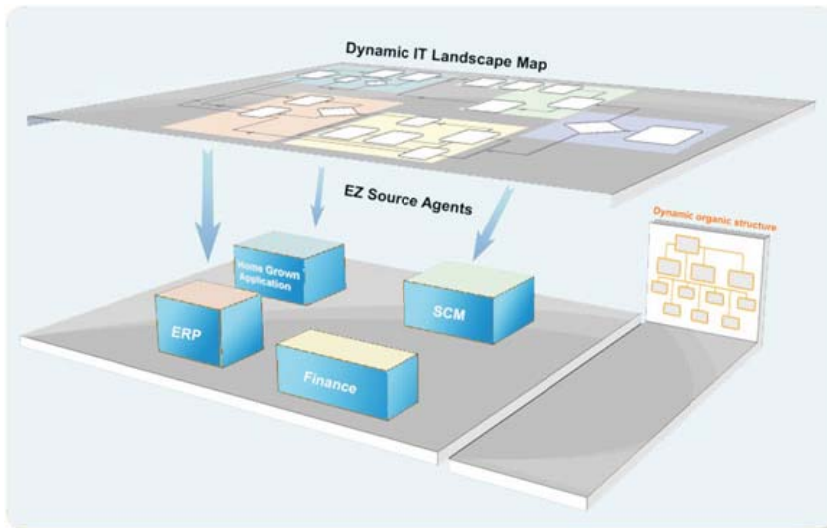 Dynamic IT Landscape Map
EZ Source Agents
Dynamic organic structure
Home Grown
Application
SCM
ERP
Finance